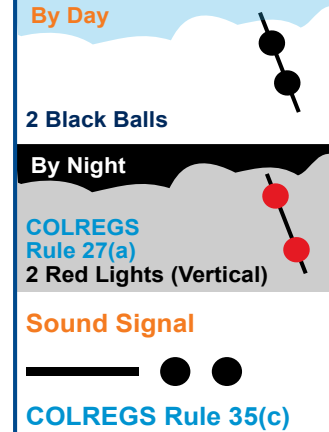 By Day
2 Black Balls
By Night
COLREGS
Rule 27(a)
2 Red Lights (Vertical)
Sound Signal
COLREGS Rule 35(c)